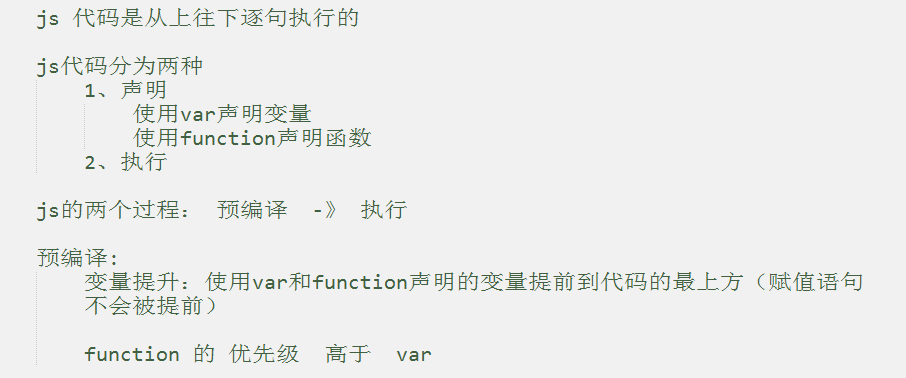 js 代码是从上往下逐句执行的
js代码分为两种
1、声明
使用var声明变量
使用function声明函数
2、执行
js的两个过程： 预编译 -》 执行
预编译：
变量提升：使用var和function声明的变量提前到代码的最上方（赋值语句
不会被提前）
function 的 优先级 高于 var